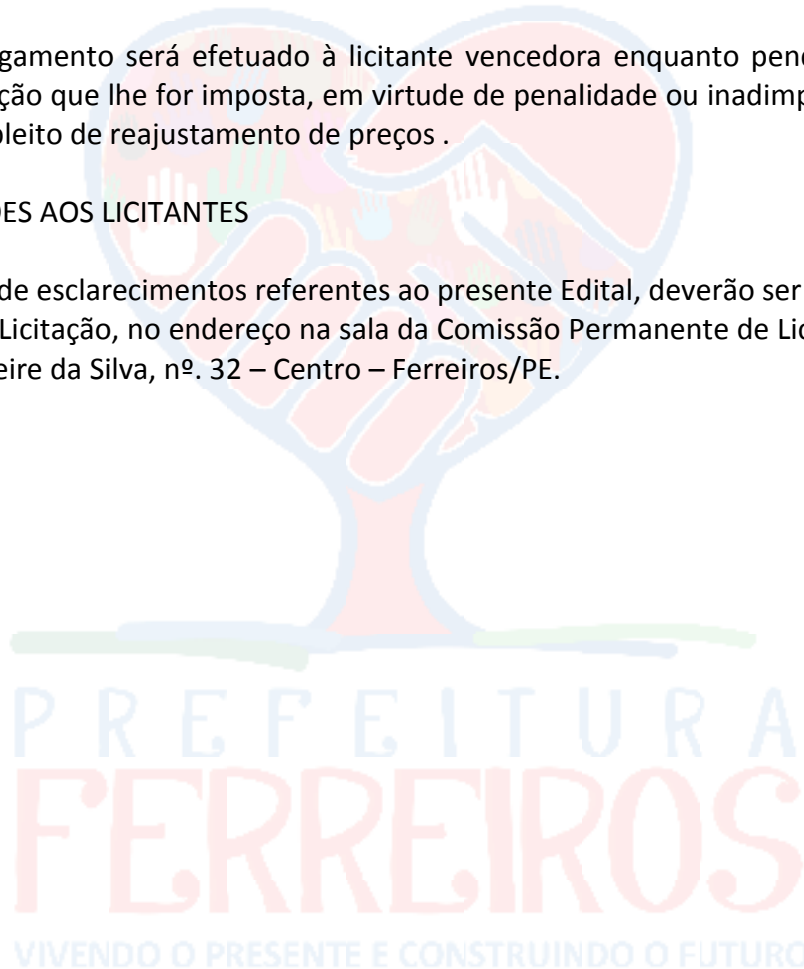 gamento será efetuado à licitante vencedora enquanto pend
ção que lhe for imposta, em virtude de penalidade ou inadimp
pleito de reajustamento de preços .
ES AOS LICITANTES
de esclarecimentos referentes ao presente Edital, deverão ser
Licitação, no endereço na sala da Comissão Permanente de Li
eire da Silva, nº. 32 – Centro – Ferreiros/PE.
PREFEITURA
FERREIROS
VIVENDO O PRESENTE E CONSTRUINDO O FUTURO